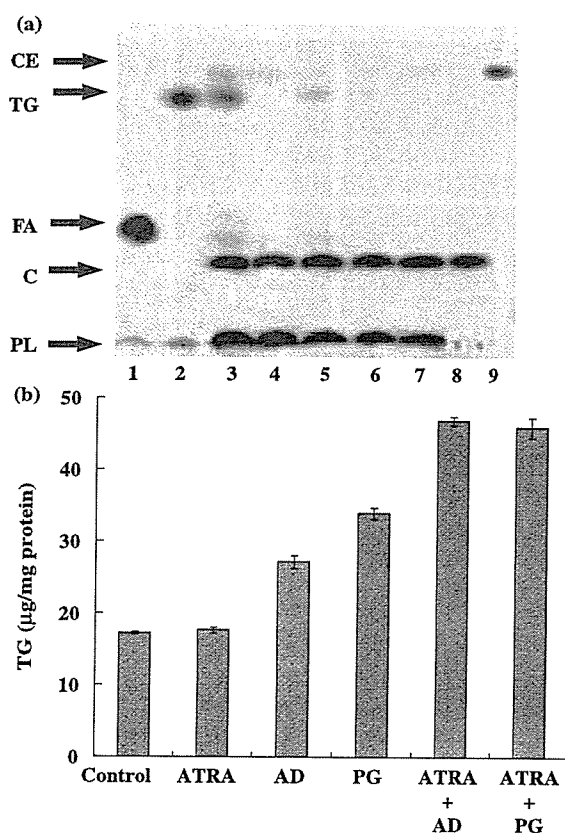 (a)
CE
TG
FA
C
PL
1 2 3 4 5 6 7 8 9
(b)
50
40
30
20
10
0
TG (µg/mg protein)
Control ATRA AD PG ATRA + AD ATRA + PG